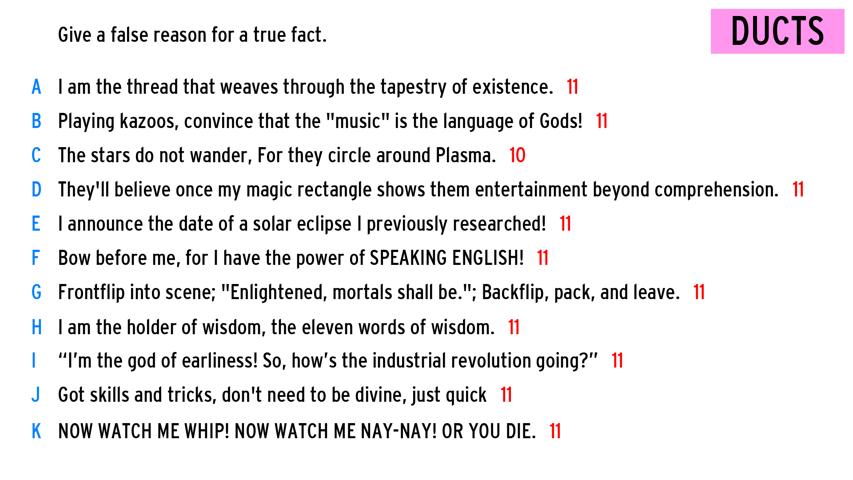 Give a false reason for a true fact.
DUCTS
A I am the thread that weaves through the tapestry of existence. 11
B Playing kazoos, convince that the "music" is the language of Gods! 11
C The stars do not wander, For they circle around Plasma. 10
D They'll believe once my magic rectangle shows them entertainment beyond comprehension. 11
E I announce the date of a solar eclipse I previously researched! 11
F Bow before me, for I have the power of SPEAKING ENGLISH! 11
G Frontflip into scene; "Enlightened, mortals shall be."; Backflip, pack, and leave. 11
H I am the holder of wisdom, the eleven words of wisdom. 11
I “I’m the god of earliness! So, how’s the industrial revolution going?” 11
J Got skills and tricks, don't need to be divine, just quick 11
K NOW WATCH ME WHIP! NOW WATCH ME NAY-NAY! OR YOU DIE. 11